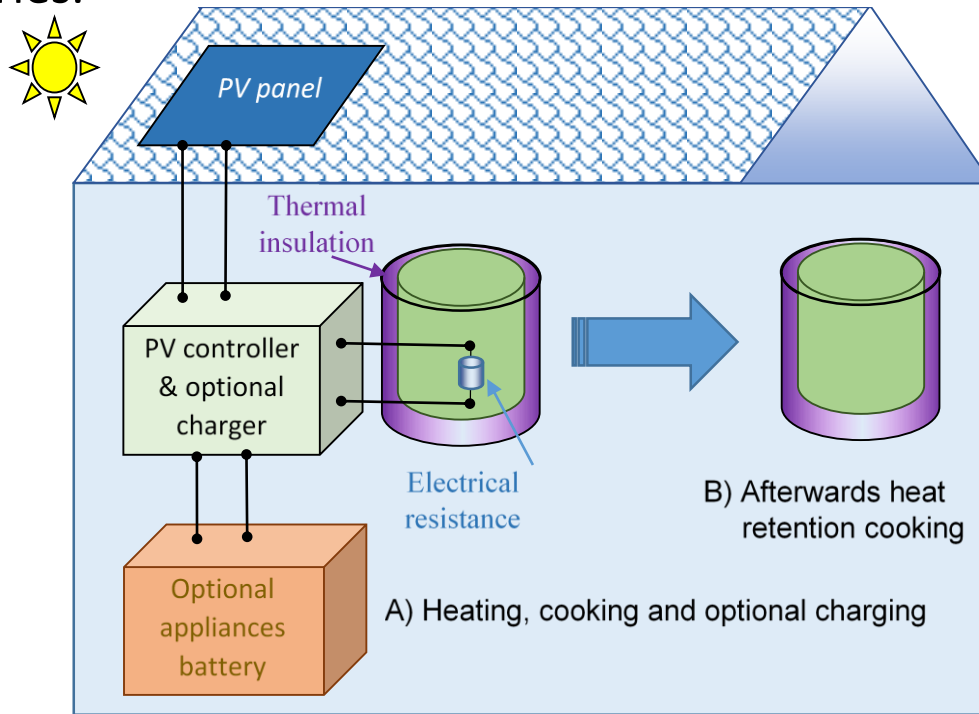 PV panel
Thermal
insulation
PV controller
& optional
charger
Electrical
resistance
B) Afterwards heat
retention cooking
Optional
appliances
battery
A) Heating, cooking and optional charging